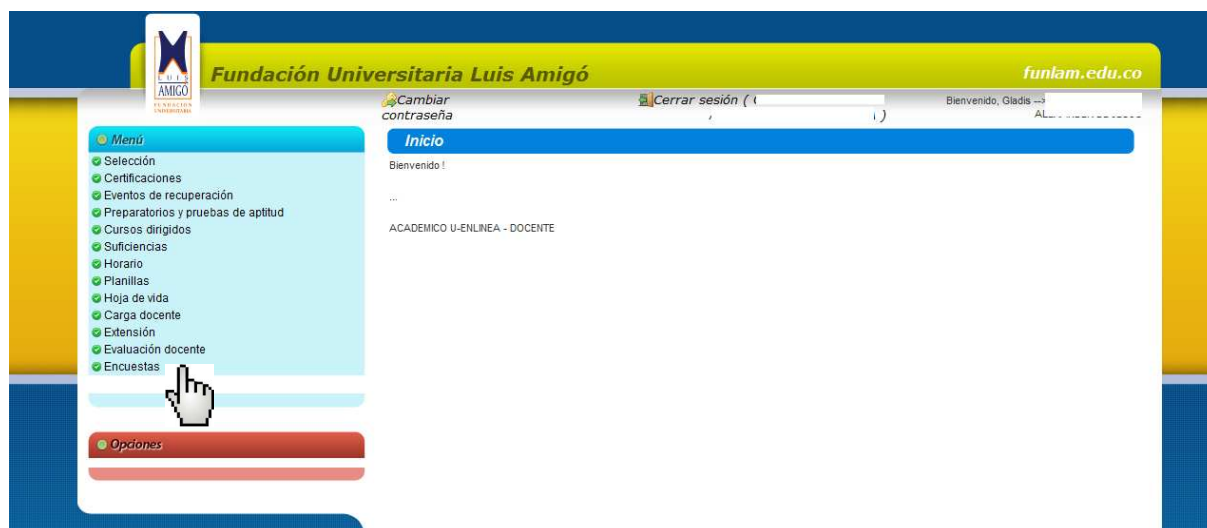 LUIS
AMIGÓ
FUNDACIÓN
UNIVERSITARIA
Fundación Universitaria Luis Amigó
funlam.edu.co
Cambiar contraseña
Cerrar sesión (
)
Bienvenido, Gladis -->
Menú
Selección
Certificaciones
Eventos de recuperación
Preparatorios y pruebas de aptitud
Cursos dirigidos
Suficiencias
Horario
Planillas
Hoja de vida
Carga docente
Extensión
Evaluación docente
Encuestas
Opciones
Inicio
Bienvenido !
...
ACADEMICO U-ENLINEA - DOCENTE